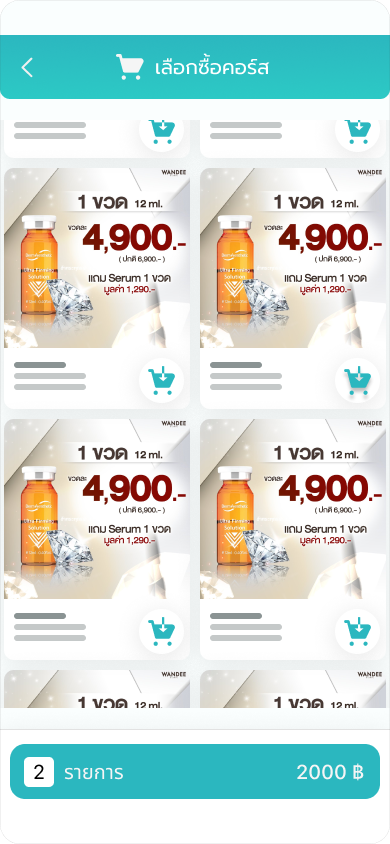 เลือกซื้อคอร์ส
WANDEE
1 ขวด 12 ml.
ขวดละ 4,900.-
( ปกติ 6,900.- )
แถม Serum 1 ขวด
มูลค่า 1,290.-
WANDEE
1 ขวด 12 ml.
ขวดละ 4,900.-
( ปกติ 6,900.- )
แถม Serum 1 ขวด
มูลค่า 1,290.-
WANDEE
1 ขวด 12 ml.
ขวดละ 4,900.-
( ปกติ 6,900.- )
แถม Serum 1 ขวด
มูลค่า 1,290.-
WANDEE
1 ขวด 12 ml.
ขวดละ 4,900.-
( ปกติ 6,900.- )
แถม Serum 1 ขวด
มูลค่า 1,290.-
WANDEE
1 ขวด 12 ml.
WANDEE
1 ขวด 12 ml.
2 รายการ 2000 ฿